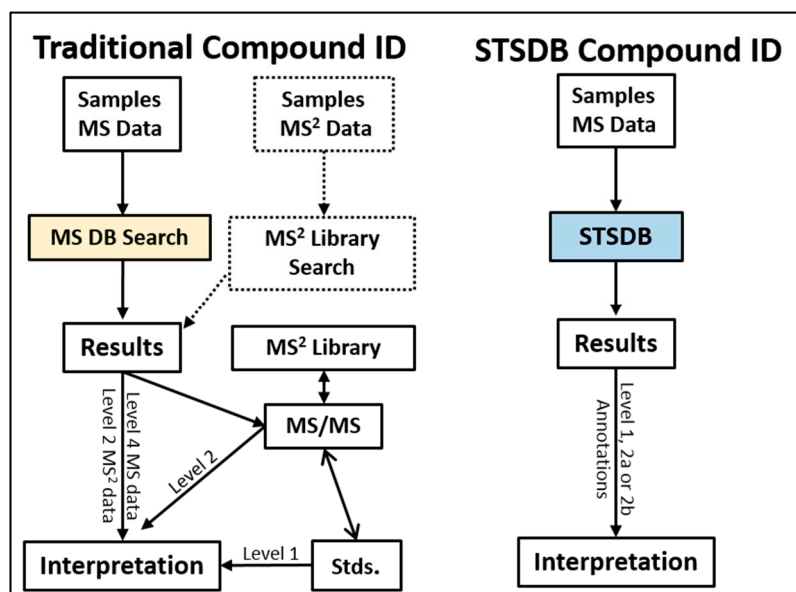 Traditional Compound ID
Samples
MS Data
Samples
MS² Data
MS DB Search
MS² Library
Search
Results
MS² Library
MS/MS
Level 4 MS data
Level 2 MS² data
Level 2
Interpretation
Level 1
Stds.
STSDB Compound ID
Samples
MS Data
STSDB
Results
Level 1, 2a or 2b
Annotations
Interpretation